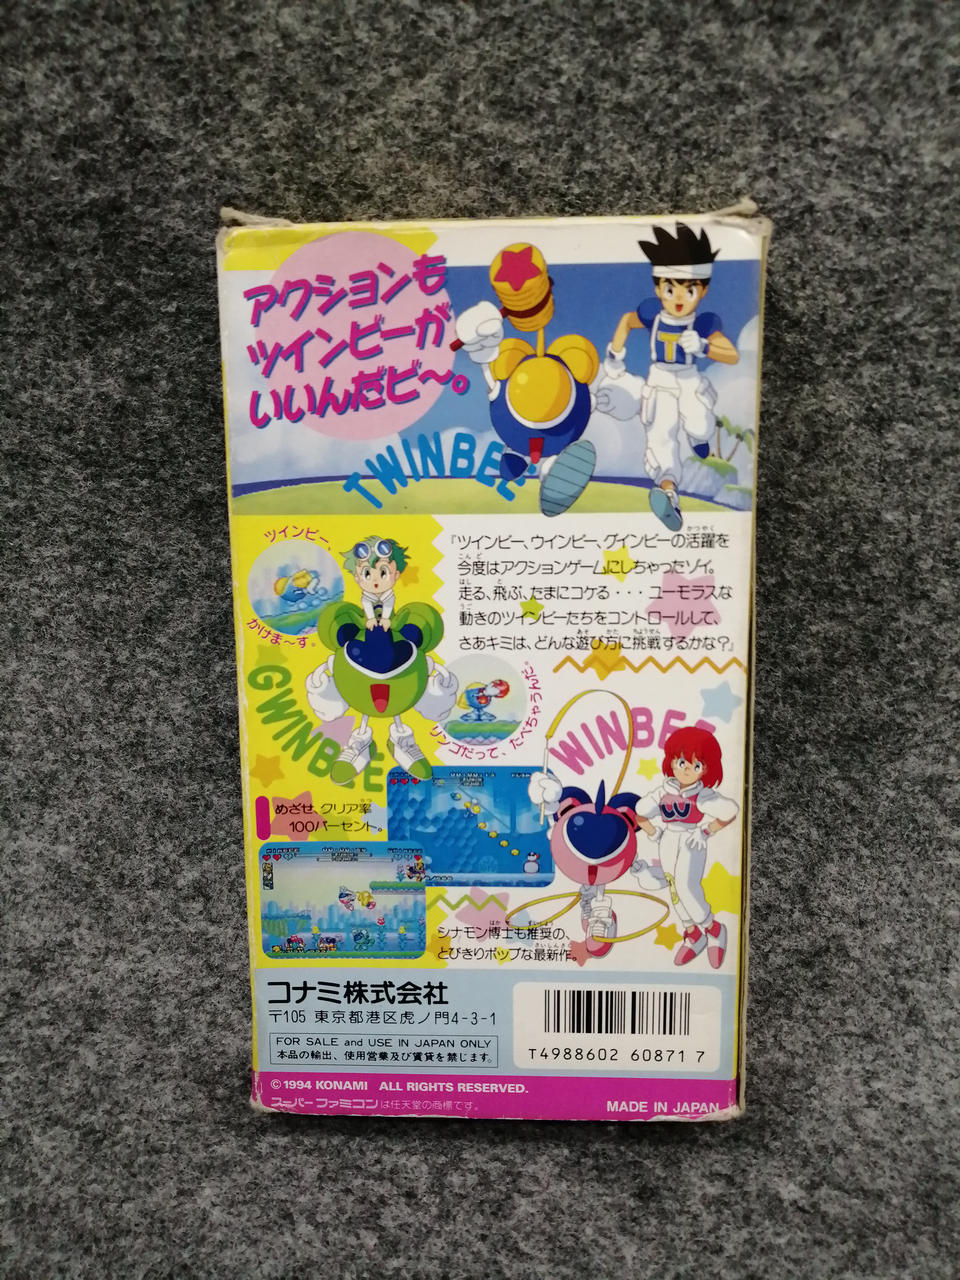 アクションも
ツインビーが
いいんだビ〜。
TWINBEE
ツインビー、
かけま〜す。
『ツインビー、ウインビー、グインビーの活躍を
今度はアクションゲームにしちゃったゾイ。
走る、飛ぶ、たまにコケる・・・ユーモラスな
動きのツインビーたちをコントロールして、
さあキミは、どんな遊び方に挑戦するかな？』
GWINBEE
リンゴだって、たべちゃうんだ。
WINBEE
めざせ、クリア率
100パーセント。
シナモン博士も推奨の、
とびきりポップな最新作。
コナミ株式会社
〒105 東京都港区虎ノ門4-3-1
FOR SALE and USE IN JAPAN ONLY
本品の輸出、使用営業及び賃貸を禁じます。
T4988602 60871 7
©1994 KONAMI ALL RIGHTS RESERVED.
スーパーファミコンは任天堂の商標です。
MADE IN JAPAN